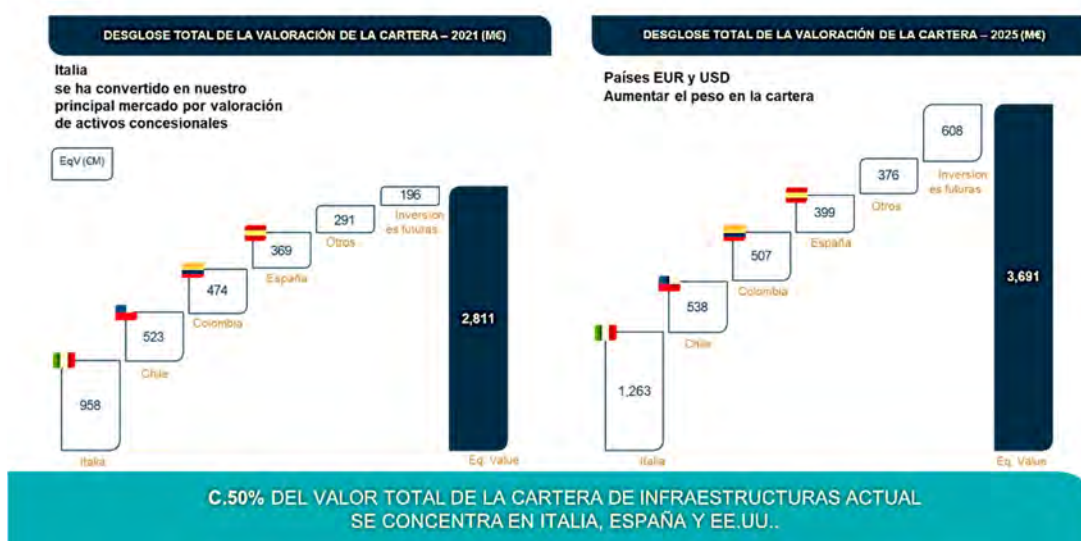 DESGLOSE TOTAL DE LA VALORACIÓN DE LA CARTERA – 2021 (M€)
Italia
se ha convertido en nuestro
principal mercado por valoración
de activos concesionales
EqV (€M)
196
Inversion
es futuras
291
Otros
369
España
474
Colombia
523
Chile
958
Italia
2,811
Eq. Value
DESGLOSE TOTAL DE LA VALORACIÓN DE LA CARTERA – 2025 (M€)
Países EUR y USD
Aumentar el peso en la cartera
608
Inversion
es futuras
376
Otros
399
España
507
Colombia
538
Chile
1,263
Italia
3,691
Eq. Value
C.50% DEL VALOR TOTAL DE LA CARTERA DE INFRAESTRUCTURAS ACTUAL
SE CONCENTRA EN ITALIA, ESPAÑA Y EE.UU..